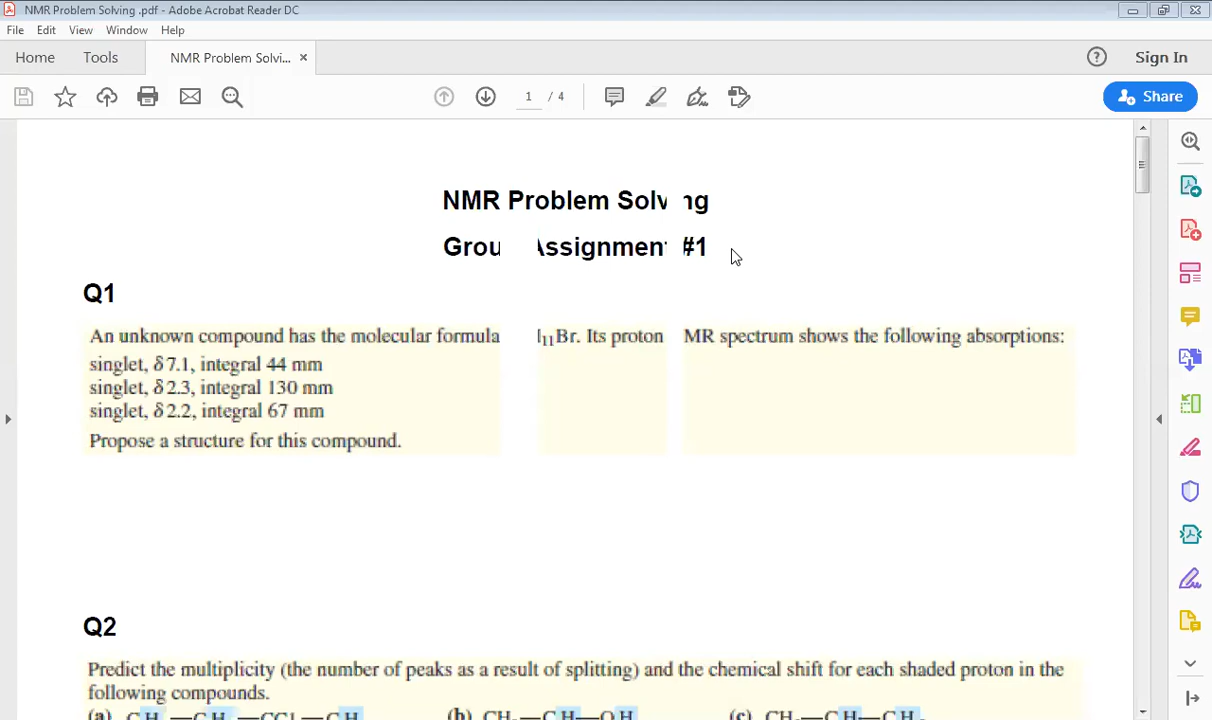 NMR Problem Solving .pdf - Adobe Acrobat Reader DC
File Edit View Window Help
Home Tools NMR Problem Solvi... ×
1 / 4
? Sign In
Share
NMR Problem Solv ng
Grou Assignment #1
Q1
An unknown compound has the molecular formula 11Br. Its proton MR spectrum shows the following absorptions:
singlet, δ 7.1, integral 44 mm
singlet, δ 2.3, integral 130 mm
singlet, δ 2.2, integral 67 mm
Propose a structure for this compound.
Q2
Predict the multiplicity (the number of peaks as a result of splitting) and the chemical shift for each shaded proton in the
following compounds.
(a) (b) (c)